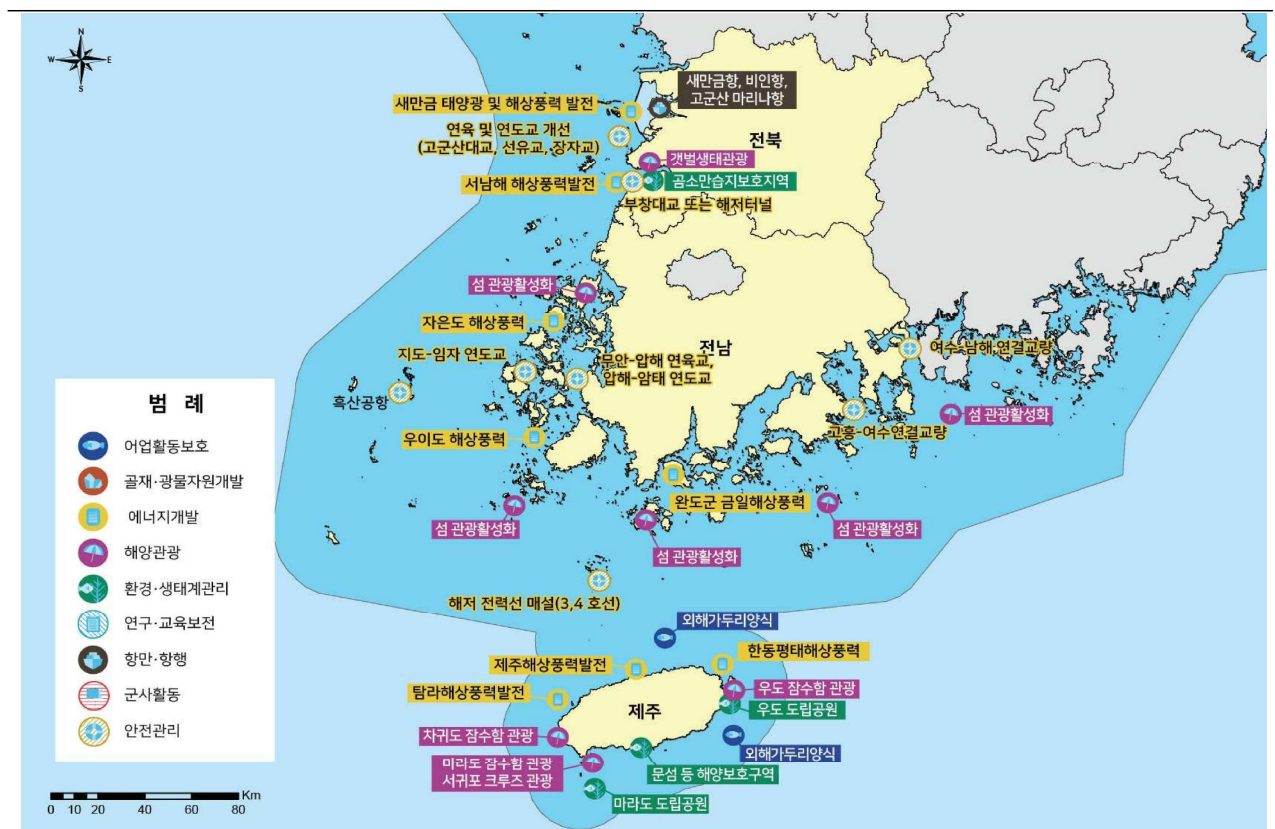 N
W
E
S
새만금항, 비인항,
고군산 마리나항
새만금 태양광 및 해상풍력 발전
연육 및 연도교 개선
(고군산대교, 선유교, 장자교)
전북
갯벌생태관광
서남해 해상풍력발전
곰소만습지보호지역
부창대교 또는 해저터널
섬 관광활성화
자은도 해상풍력
전남
여수-남해 연결교량
지도-임자 연도교
무안-압해 연육교,
압해-암태 연도교
흑산공항
섬 관광활성화
고흥-여수연결교량
우이도 해상풍력
완도군 금일해상풍력
섬 관광활성화
섬 관광활성화
섬 관광활성화
해저 전력선 매설(3,4 호선)
외해가두리양식
제주해상풍력발전
한동평태해상풍력
탐라해상풍력발전
우도 잠수함 관광
제주
우도 도립공원
차귀도 잠수함 관광
외해가두리양식
마리도 잠수함 관광
서귀포 크루즈 관광
문섬 등 해양보호구역
마라도 도립공원
범 례
어업활동보호
골재·광물자원개발
에너지개발
해양관광
환경·생태계관리
연구·교육보전
항만·항행
군사활동
안전관리
Km
0 10 20 40 60 80